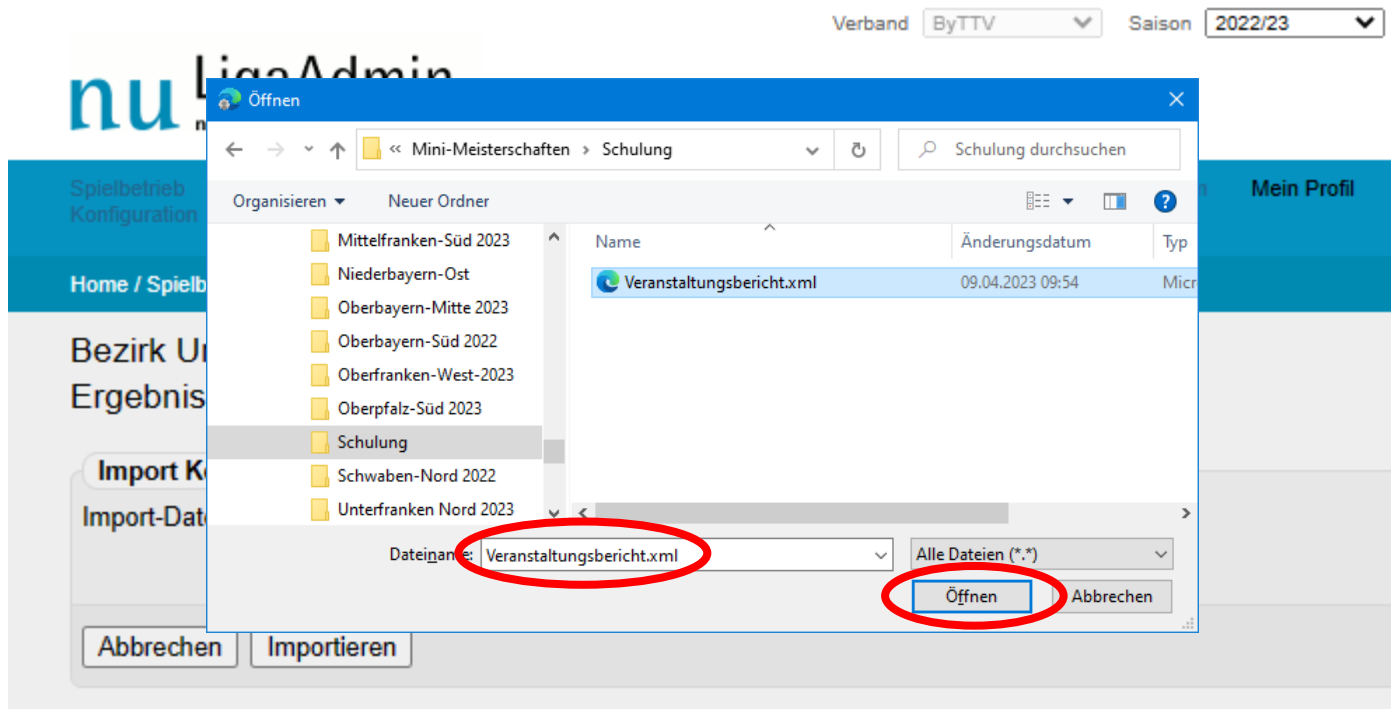 Verband ByTTV Saison 2022/23
nu LigaAdmin
Öffnen
« Mini-Meisterschaften › Schulung Schulung durchsuchen
Spielbetrieb
Konfiguration
Mein Profil
Organisieren Neuer Ordner
Mittelfranken-Süd 2023
Niederbayern-Ost
Oberbayern-Mitte 2023
Oberbayern-Süd 2022
Oberfranken-West-2023
Oberpfalz-Süd 2023
Schulung
Schwaben-Nord 2022
Unterfranken Nord 2023
Name Änderungsdatum Typ
Veranstaltungsbericht.xml 09.04.2023 09:54 Micr
Home / Spielb
Bezirk
Ergebnis
Import
Import-Dat
Dateiname: Veranstaltungsbericht.xml Alle Dateien (*.*)
Öffnen Abbrechen
Abbrechen Importieren